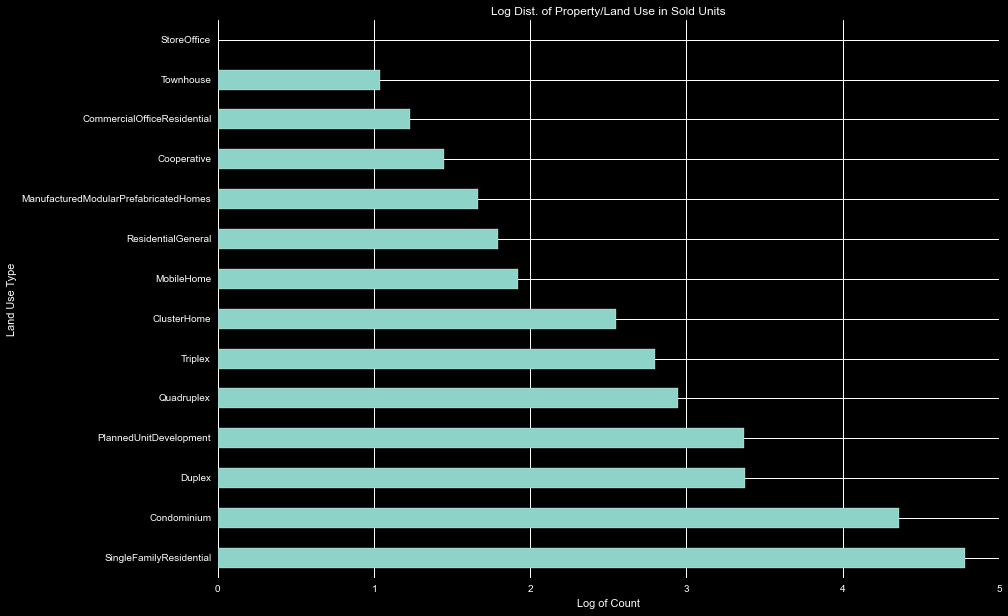 Log Dist. of Property/Land Use in Sold Units
StoreOffice
Townhouse
CommercialOfficeResidential
Cooperative
ManufacturedModularPrefabricatedHomes
ResidentialGeneral
MobileHome
ClusterHome
Triplex
Quadruplex
PlannedUnitDevelopment
Duplex
Condominium
SingleFamilyResidential
Land Use Type
0 1 2 3 4 5
Log of Count